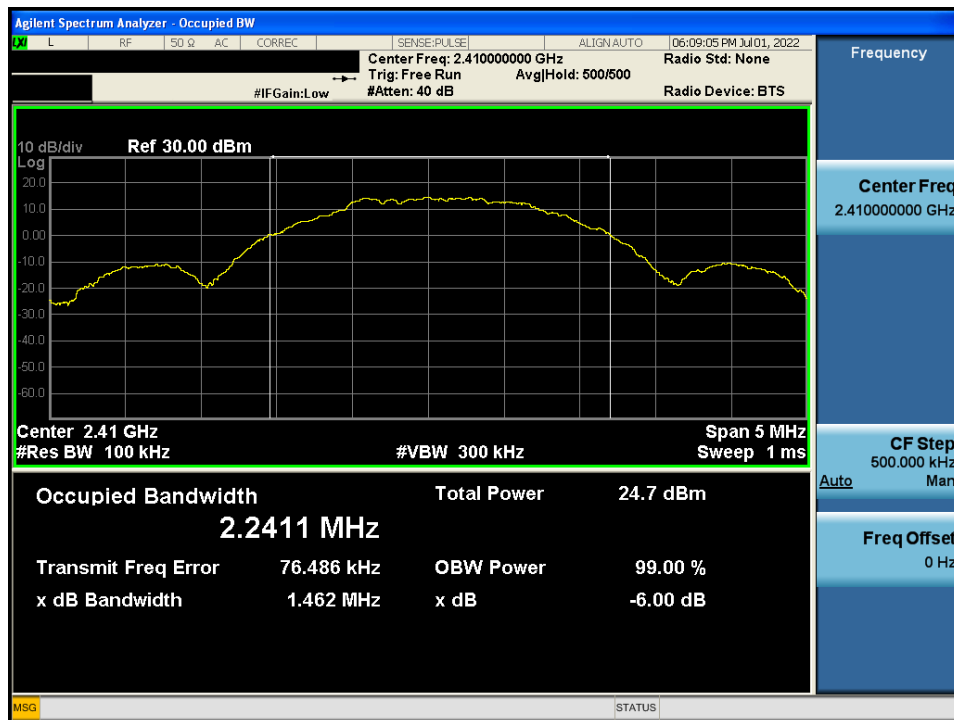 Agilent Spectrum Analyzer - Occupied BW
LXI L RF 50 Ω AC CORREC SENSE:PULSE ALIGN AUTO 06:09:05 PM Jul 01, 2022
Center Freq: 2.410000000 GHz Radio Std: None
Trig: Free Run Avg|Hold: 500/500
#IFGain:Low #Atten: 40 dB Radio Device: BTS
10 dB/div Ref 30.00 dBm
Log
20.0
10.0
0.00
-10.0
-20.0
-30.0
-40.0
-50.0
-60.0
Center 2.41 GHz Span 5 MHz
#Res BW 100 kHz #VBW 300 kHz Sweep 1 ms
Occupied Bandwidth Total Power 24.7 dBm
2.2411 MHz
Transmit Freq Error 76.486 kHz OBW Power 99.00 %
x dB Bandwidth 1.462 MHz x dB -6.00 dB
Frequency
Center Freq
2.410000000 GHz
CF Step
500.000 kHz
Auto Man
Freq Offset
0 Hz
MSG STATUS